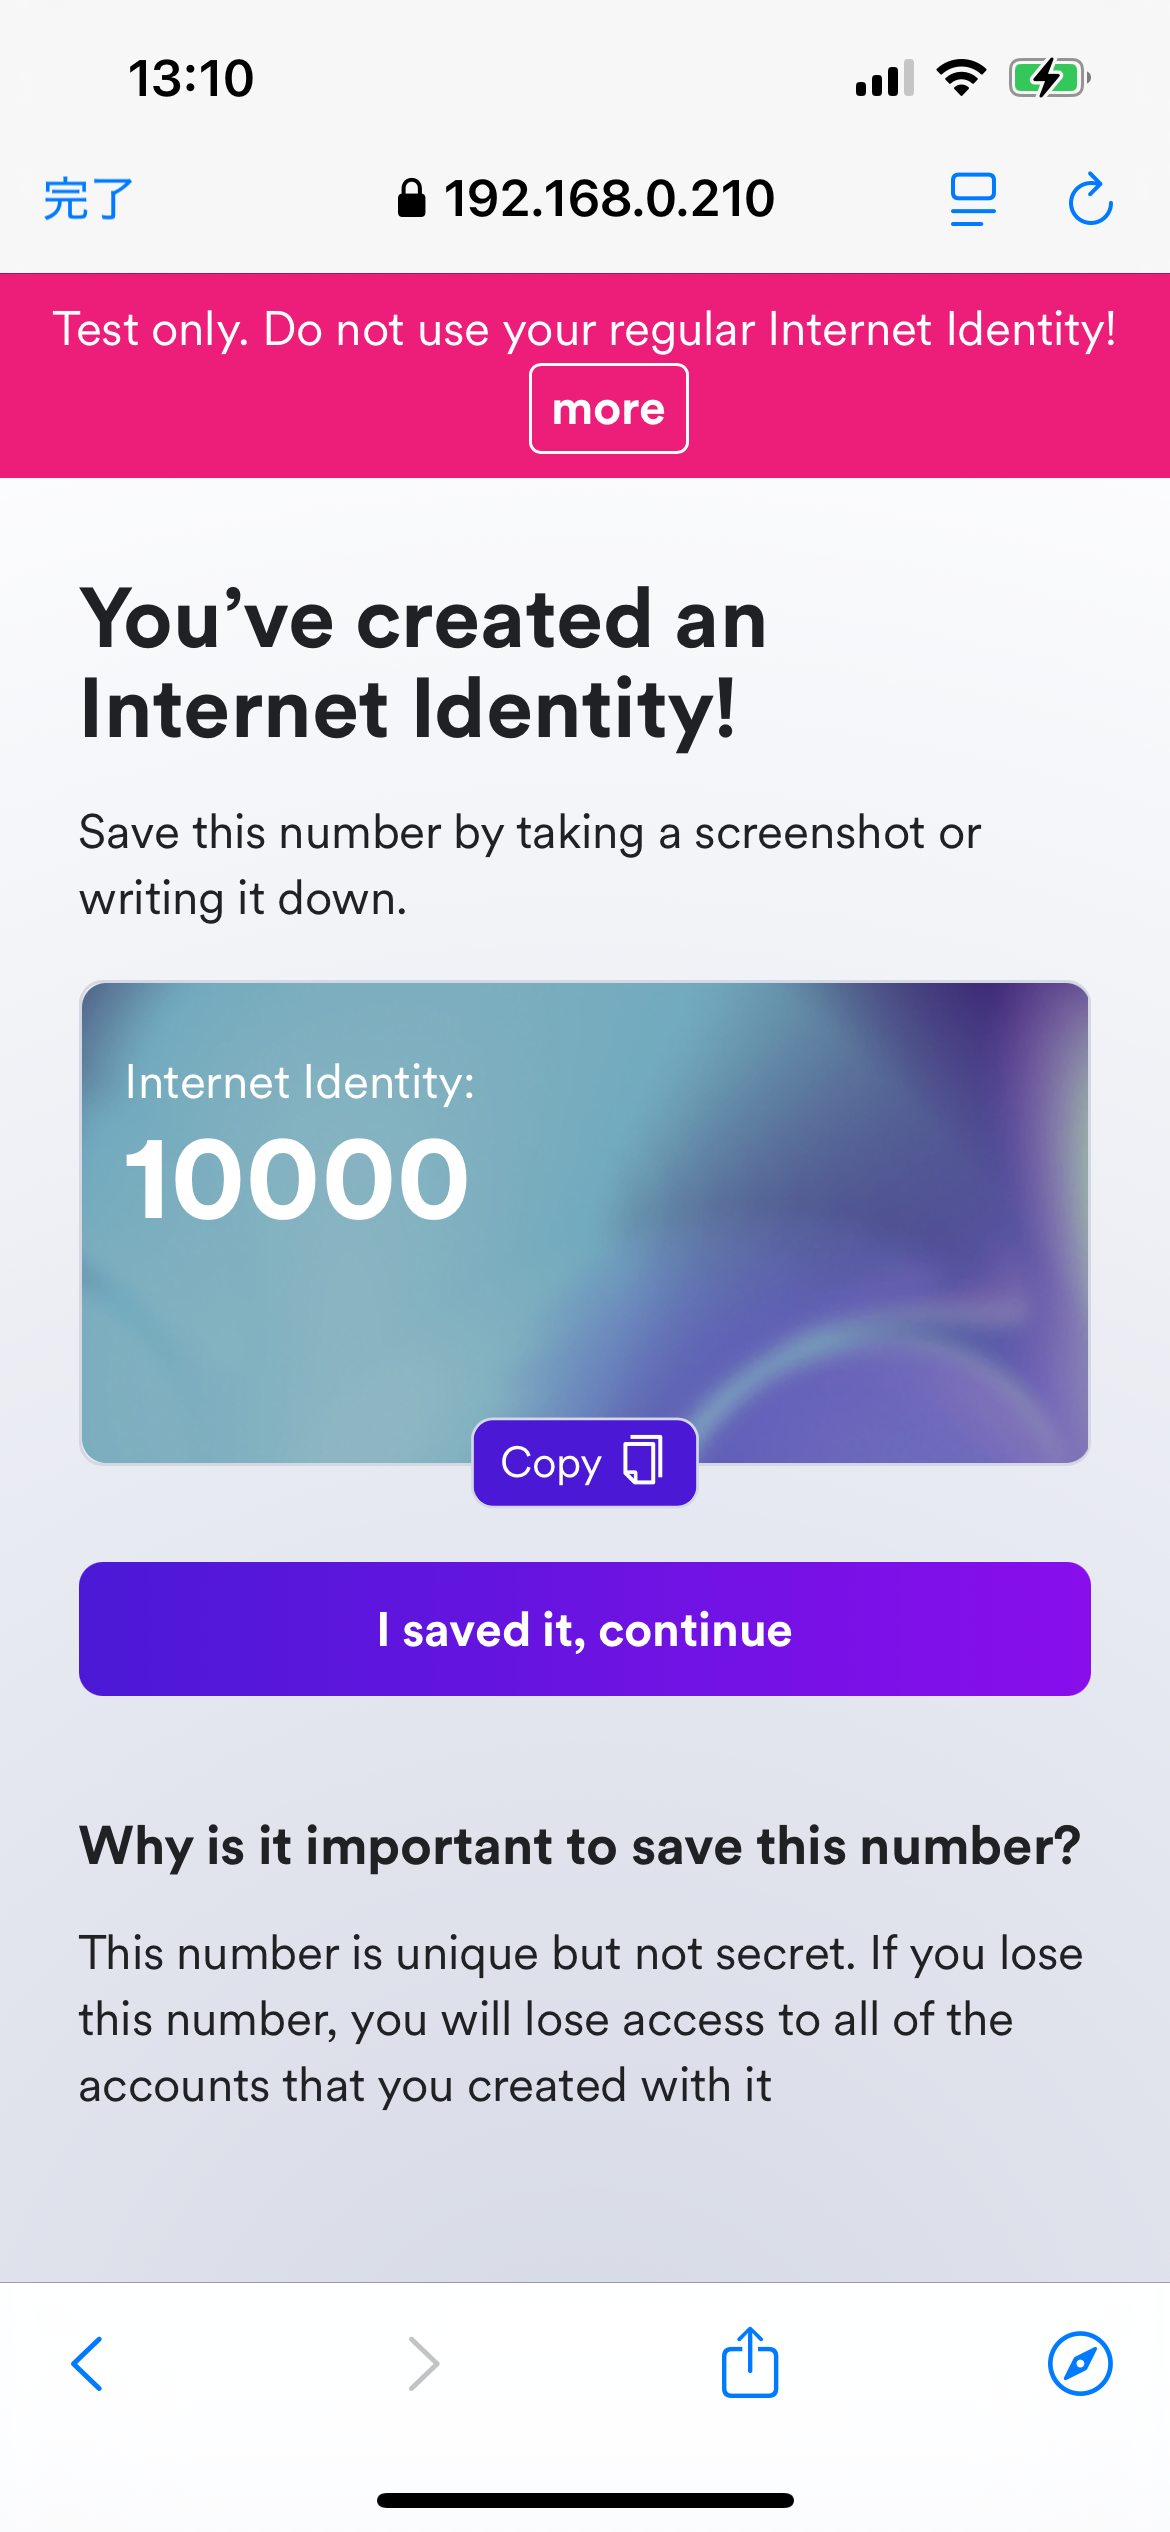 13:10
完了
192.168.0.210
Test only. Do not use your regular Internet Identity!
more
You’ve created an
Internet Identity!
Save this number by taking a screenshot or
writing it down.
Internet Identity:
10000
Copy
I saved it, continue
Why is it important to save this number?
This number is unique but not secret. If you lose
this number, you will lose access to all of the
accounts that you created with it